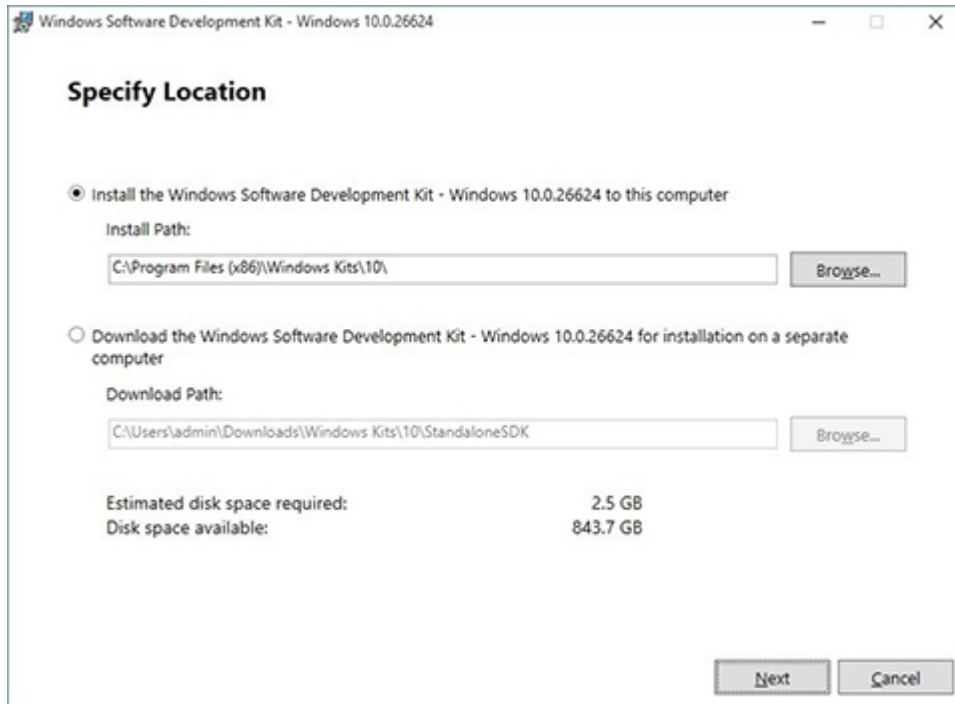 Windows Software Development Kit - Windows 10.0.26624
Specify Location
Install the Windows Software Development Kit - Windows 10.0.26624 to this computer
Install Path:
C:\Program Files (x86)\Windows Kits\10\
Browse...
Download the Windows Software Development Kit - Windows 10.0.26624 for installation on a separate
computer
Download Path:
C:\Users\admin\Downloads\Windows Kits\10\StandaloneSDK
Browse...
Estimated disk space required: 2.5 GB
Disk space available: 843.7 GB
Next Cancel